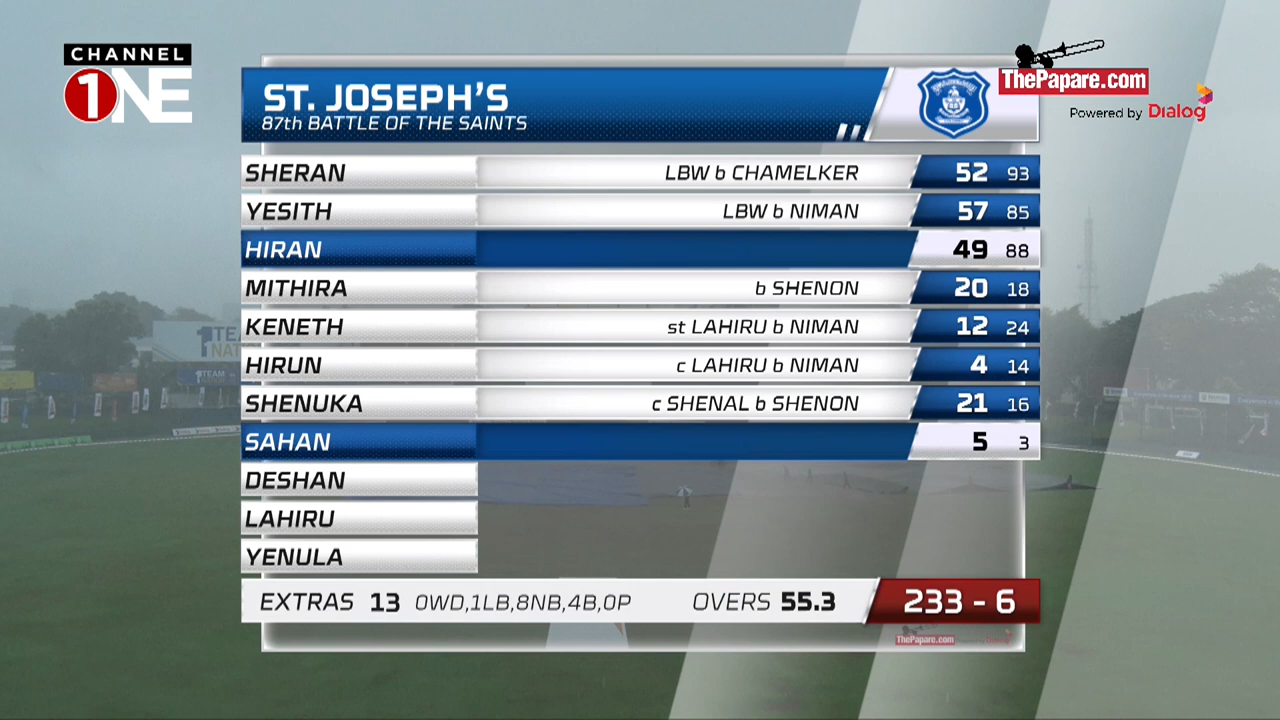 CHANNEL
1NE
ThePapare.com
Powered by Dialog
ST. JOSEPH'S
87th BATTLE OF THE SAINTS
SHERAN LBW b CHAMELKER 52 93
YESITH LBW b NIMAN 57 85
HIRAN 49 88
MITHIRA b SHENON 20 18
KENETH st LAHIRU b NIMAN 12 24
HIRUN c LAHIRU b NIMAN 4 14
SHENUKA c SHENAL b SHENON 21 16
SAHAN 5 3
DESHAN
LAHIRU
YENULA
EXTRAS 13 0WD,1LB,8NB,4B,0P OVERS 55.3 233 - 6
ThePapare.com